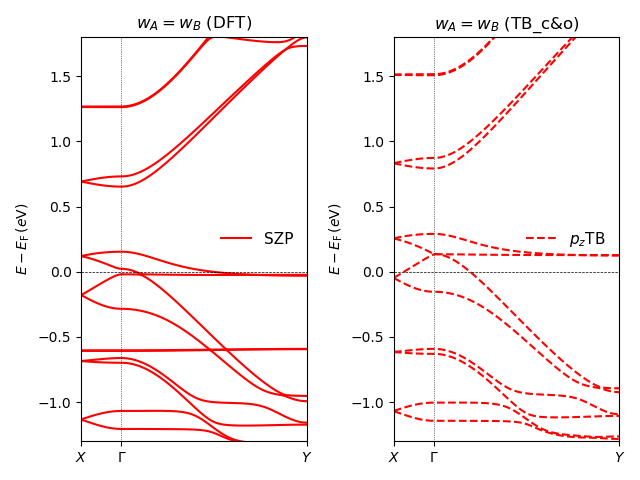 w_A = w_B (DFT)
w_A = w_B (TB_c&o)
E − E_F (eV)
1.5
1.0
0.5
0.0
−0.5
−1.0
SZP
X
Γ
Y
E − E_F (eV)
1.5
1.0
0.5
0.0
−0.5
−1.0
p_zTB
X
Γ
Y